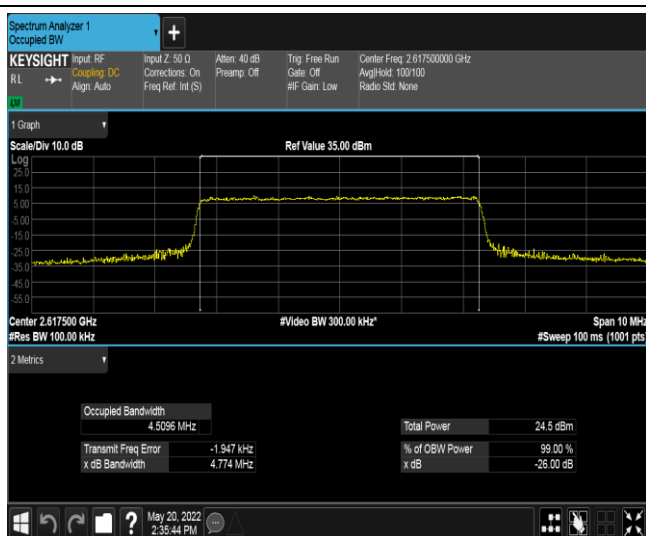 Spectrum Analyzer 1
Occupied BW
+
KEYSIGHT Input: RF Input Z: 50 Ω Atten: 40 dB Trig: Free Run Center Freq: 2.617500000 GHz
RL Coupling: DC Corrections: On Preamp: Off Gate: Off Avg|Hold: 100/100
Align: Auto Freq Ref: Int (S) #IF Gain: Low Radio Std: None
1 Graph
Scale/Div 10.0 dB Ref Value 35.00 dBm
Log
25.0
15.0
5.00
-5.00
-15.0
-25.0
-35.0
-45.0
-55.0
Center 2.617500 GHz #Video BW 300.00 kHz* Span 10 MHz
#Res BW 100.00 kHz #Sweep 100 ms (1001 pts)
2 Metrics
Occupied Bandwidth
4.5096 MHz Total Power 24.5 dBm
Transmit Freq Error -1.947 kHz % of OBW Power 99.00 %
x dB Bandwidth 4.774 MHz x dB -26.00 dB
? May 20, 2022
2:35:44 PM